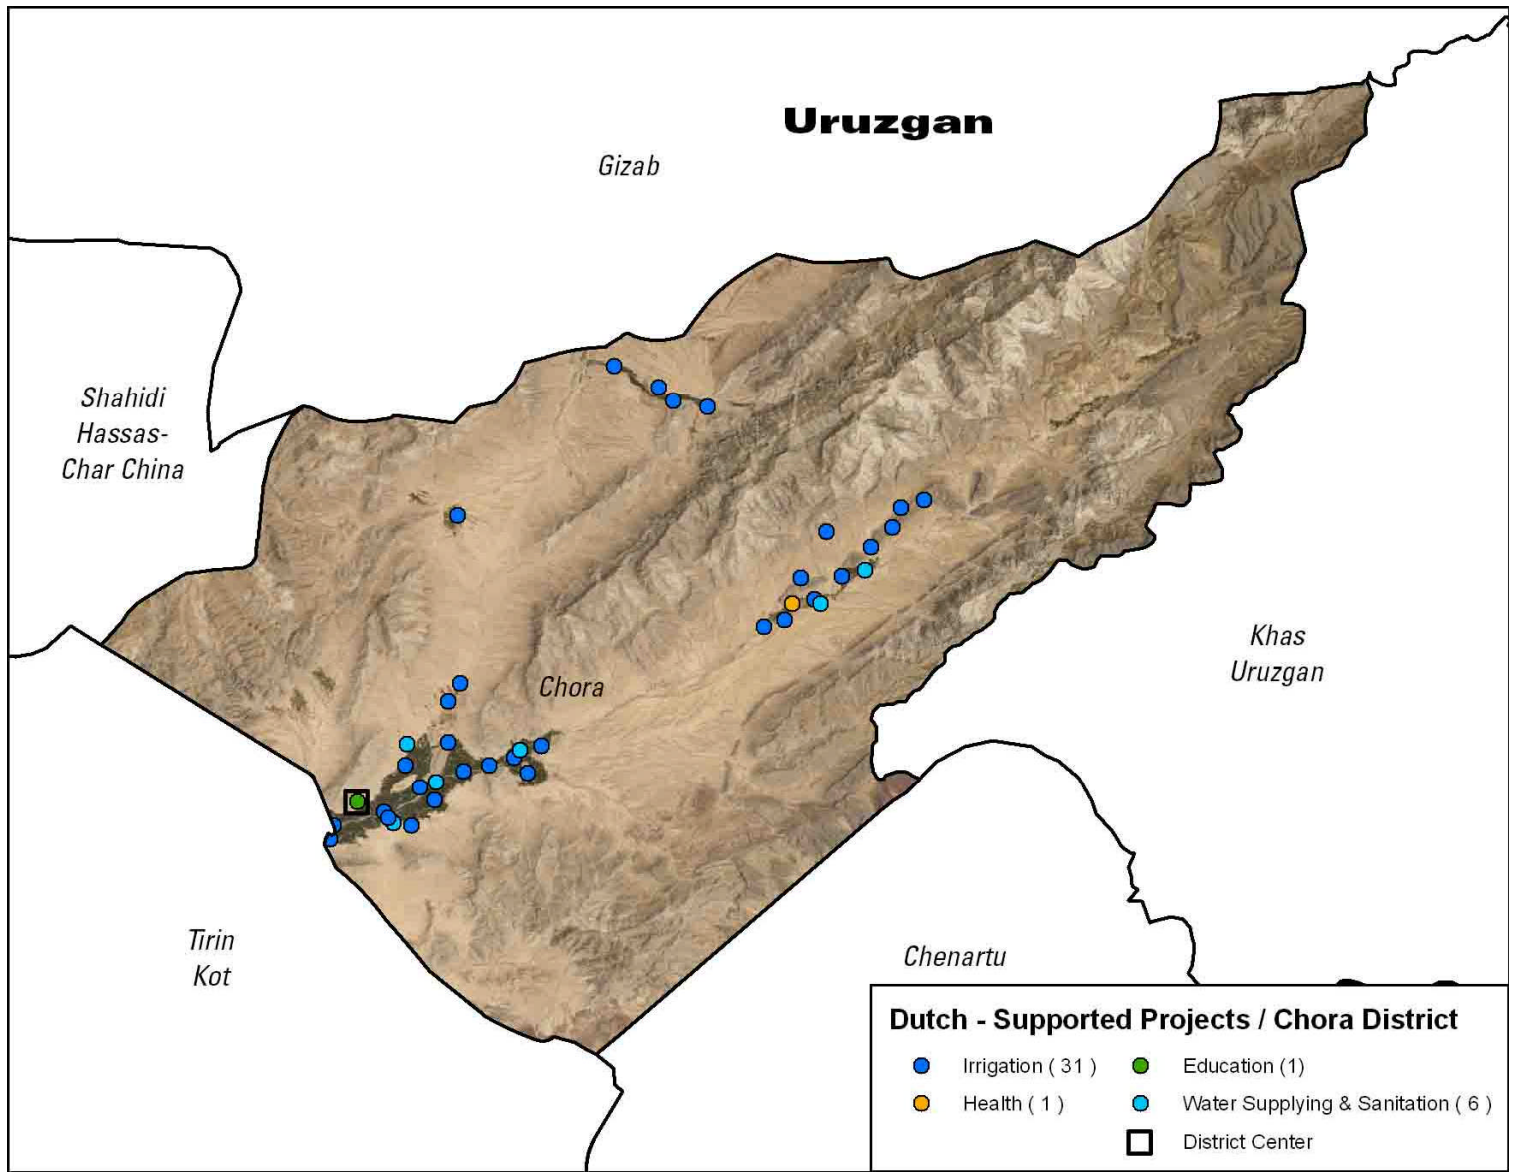 Uruzgan
Gizab
Shahidi
Hassas-
Char China
Khas
Uruzgan
Chora
Tirin
Kot
Chenartu
Dutch - Supported Projects / Chora District
Irrigation ( 31 )
Education (1)
Health ( 1 )
Water Supplying & Sanitation ( 6 )
District Center